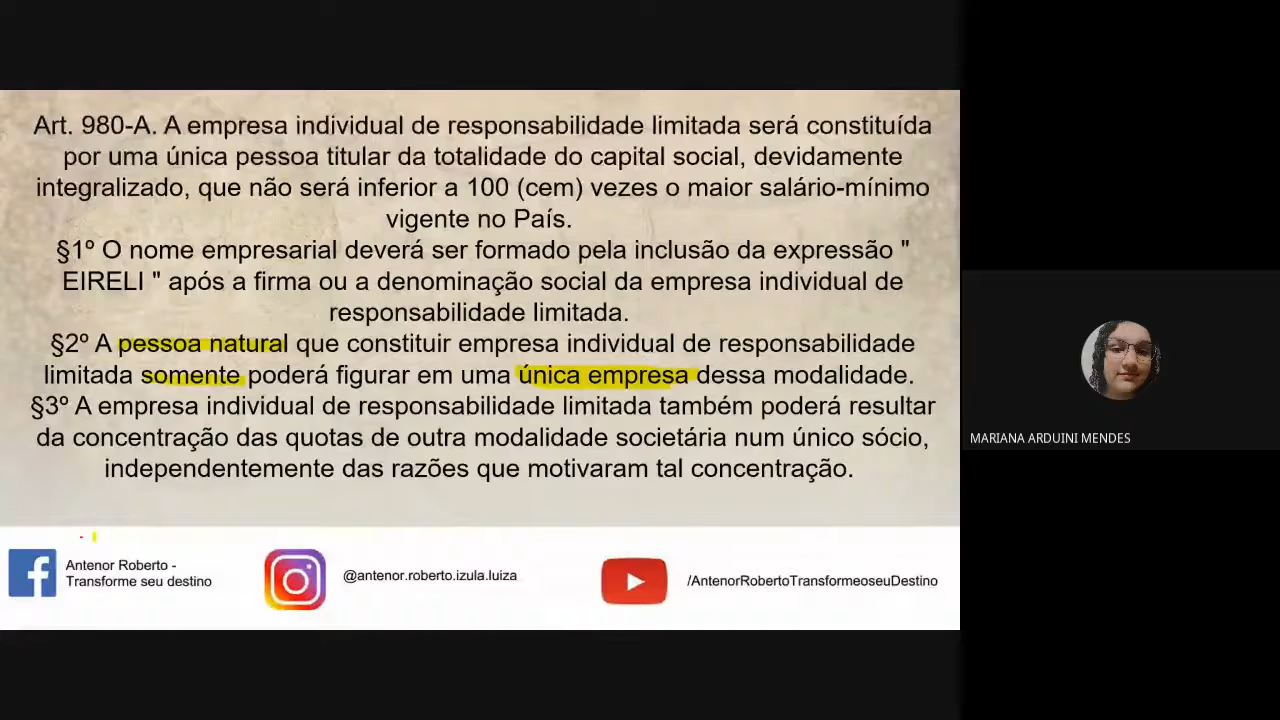 Art. 980-A. A empresa individual de responsabilidade limitada será constituída
por uma única pessoa titular da totalidade do capital social, devidamente
integralizado, que não será inferior a 100 (cem) vezes o maior salário-mínimo
vigente no País.
§1º O nome empresarial deverá ser formado pela inclusão da expressão "
EIRELI " após a firma ou a denominação social da empresa individual de
responsabilidade limitada.
§2º A pessoa natural que constituir empresa individual de responsabilidade
limitada somente poderá figurar em uma única empresa dessa modalidade.
§3º A empresa individual de responsabilidade limitada também poderá resultar
da concentração das quotas de outra modalidade societária num único sócio,
independentemente das razões que motivaram tal concentração.
MARIANA ARDUINI MENDES
Antenor Roberto -
Transforme seu destino
@antenor.roberto.izula.luiza
/AntenorRobertoTransformeoseuDestino